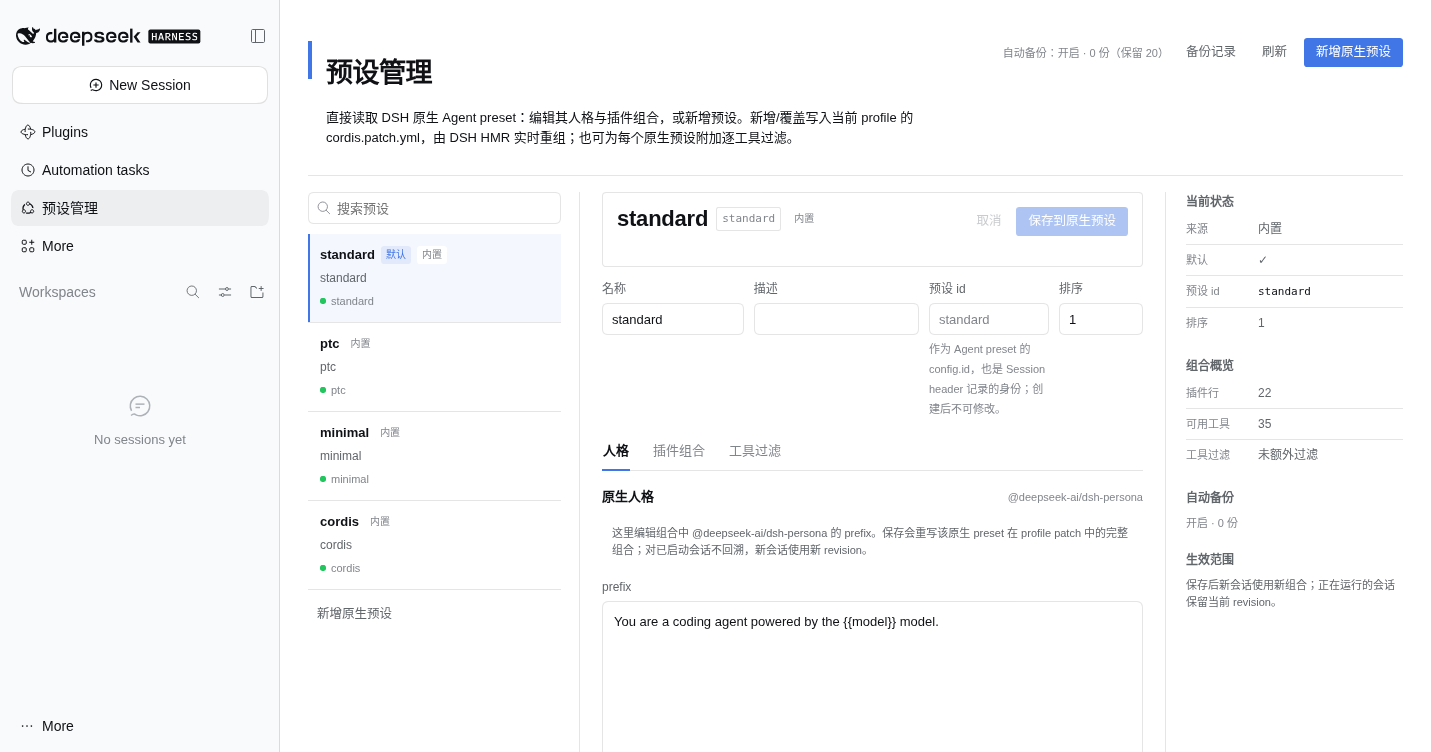 deepseek HARNESS
New Session
Plugins
Automation tasks
预设管理
More
Workspaces
No sessions yet
More
预设管理
自动备份：开启 · 0 份（保留 20）
备份记录
刷新
新增原生预设
直接读取 DSH 原生 Agent preset：编辑其人格与插件组合，或新增预设。新增/覆盖写入当前 profile 的
cordis.patch.yml，由 DSH HMR 实时重组；也可为每个原生预设附加逐工具过滤。
搜索预设
standard 默认 内置
standard
standard
ptc 内置
ptc
ptc
minimal 内置
minimal
minimal
cordis 内置
cordis
cordis
新增原生预设
standard standard 内置
取消
保存到原生预设
名称
standard
描述
预设 id
standard
作为 Agent preset 的
config.id，也是 Session
header 记录的身份；创
建后不可修改。
排序
1
人格
插件组合
工具过滤
原生人格
@deepseek-ai/dsh-persona
这里编辑组合中 @deepseek-ai/dsh-persona 的 prefix。保存会重写该原生 preset 在 profile patch 中的完整
组合；对已启动会话不回溯，新会话使用新 revision。
prefix
You are a coding agent powered by the {{model}} model.
当前状态
来源 内置
默认 ✓
预设 id standard
排序 1
组合概览
插件行 22
可用工具 35
工具过滤 未额外过滤
自动备份
开启 · 0 份
生效范围
保存后新会话使用新组合；正在运行的会话
保留当前 revision。